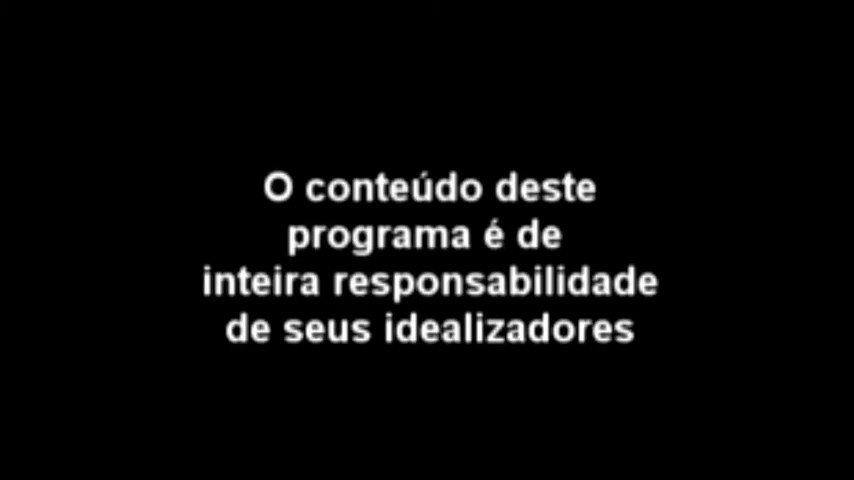 O conteúdo deste
programa é de
inteira responsabilidade
de seus idealizadores